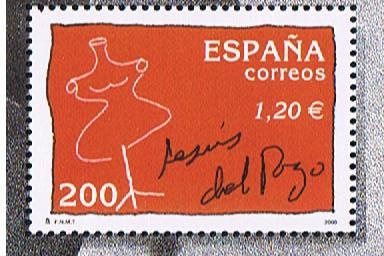 ESPAÑA
correos
1,20 €
Jesús
del Pozo
200
F.N.M.T.
2000